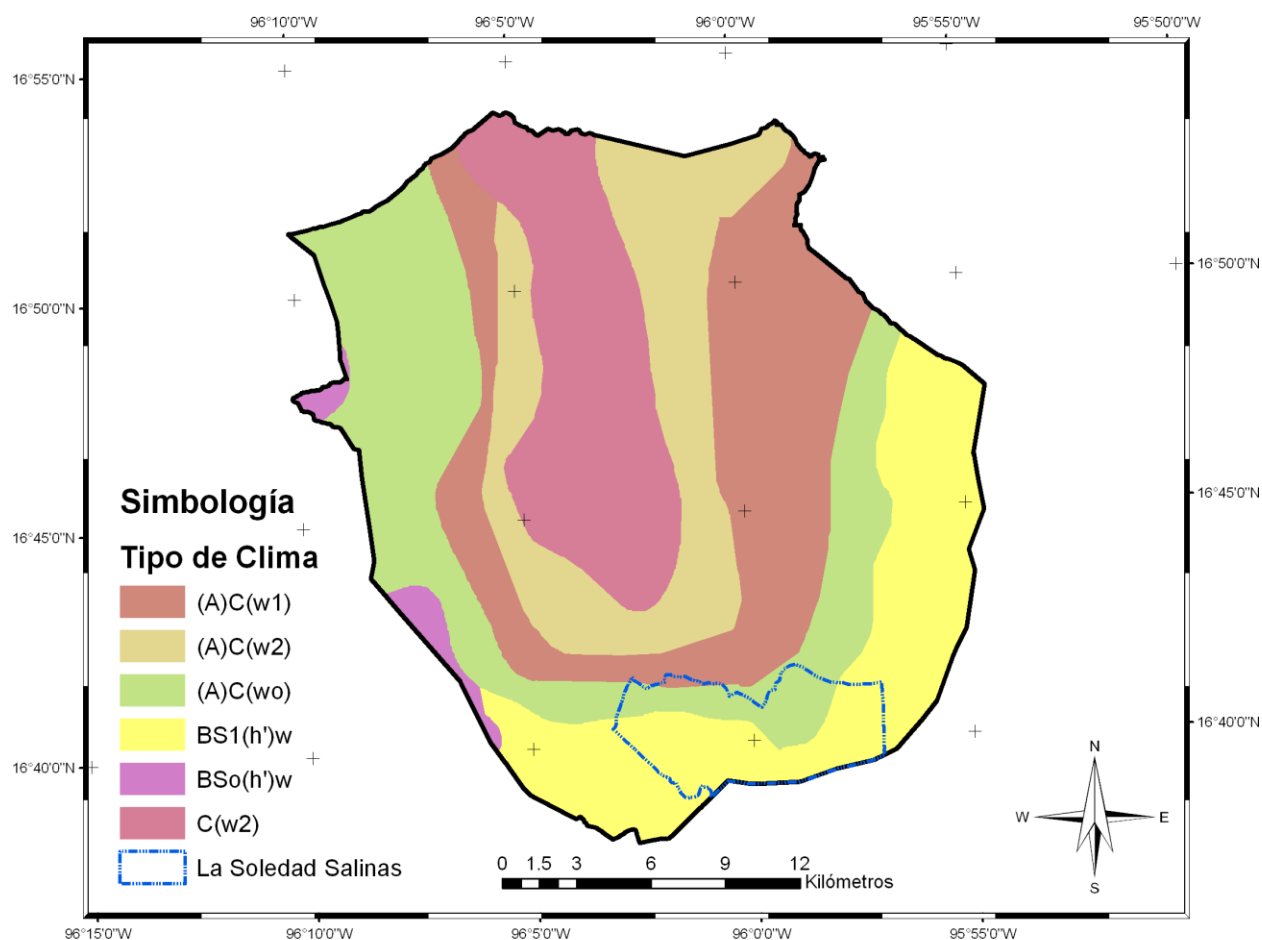 96°10'0"W 96°5'0"W 96°0'0"W 95°55'0"W 95°50'0"W
16°55'0"N
16°50'0"N
16°50'0"N
16°45'0"N
Simbología
16°45'0"N
Tipo de Clima
(A)C(w1)
(A)C(w2)
(A)C(wo)
16°40'0"N
BS1(h')w
N
16°40'0"N
BSo(h')w
W E
C(w2)
La Soledad Salinas
0 1.5 3 6 9 12
Kilómetros
S
96°15'0"W 96°10'0"W 96°5'0"W 96°0'0"W 95°55'0"W